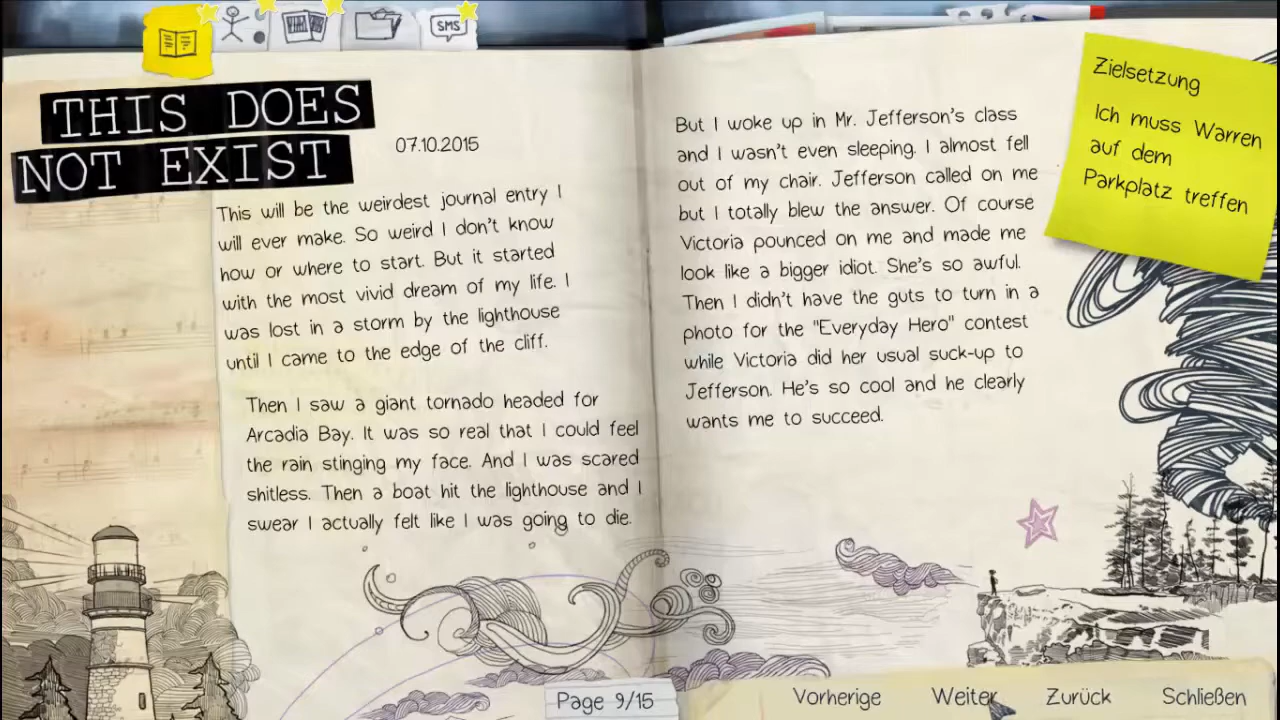 SMS
THIS DOES
NOT EXIST
07.10.2015
This will be the weirdest journal entry I
will ever make. So weird I don't know
how or where to start. But it started
with the most vivid dream of my life. I
was lost in a storm by the lighthouse
until I came to the edge of the cliff.
Then I saw a giant tornado headed for
Arcadia Bay. It was so real that I could feel
the rain stinging my face. And I was scared
shitless. Then a boat hit the lighthouse and I
swear I actually felt like I was going to die.
But I woke up in Mr. Jefferson's class
and I wasn't even sleeping. I almost fell
out of my chair. Jefferson called on me
but I totally blew the answer. Of course
Victoria pounced on me and made me
look like a bigger idiot. She's so awful.
Then I didn't have the guts to turn in a
photo for the "Everyday Hero" contest
while Victoria did her usual suck-up to
Jefferson. He's so cool and he clearly
wants me to succeed.
Zielsetzung
Ich muss Warren
auf dem
Parkplatz treffen
Page 9/15
Vorherige Weiter Zurück Schließen